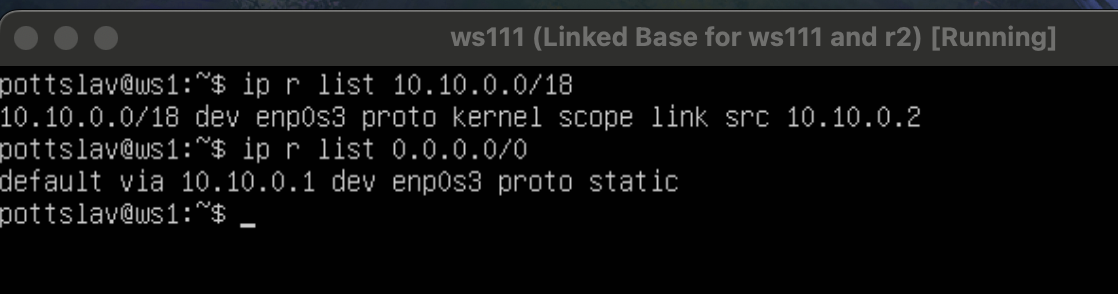 ws111 (Linked Base for ws111 and r2) [Running]
pottslav@ws1:~$ ip r list 10.10.0.0/18
10.10.0.0/18 dev enp0s3 proto kernel scope link src 10.10.0.2
pottslav@ws1:~$ ip r list 0.0.0.0/0
default via 10.10.0.1 dev enp0s3 proto static
pottslav@ws1:~$ _